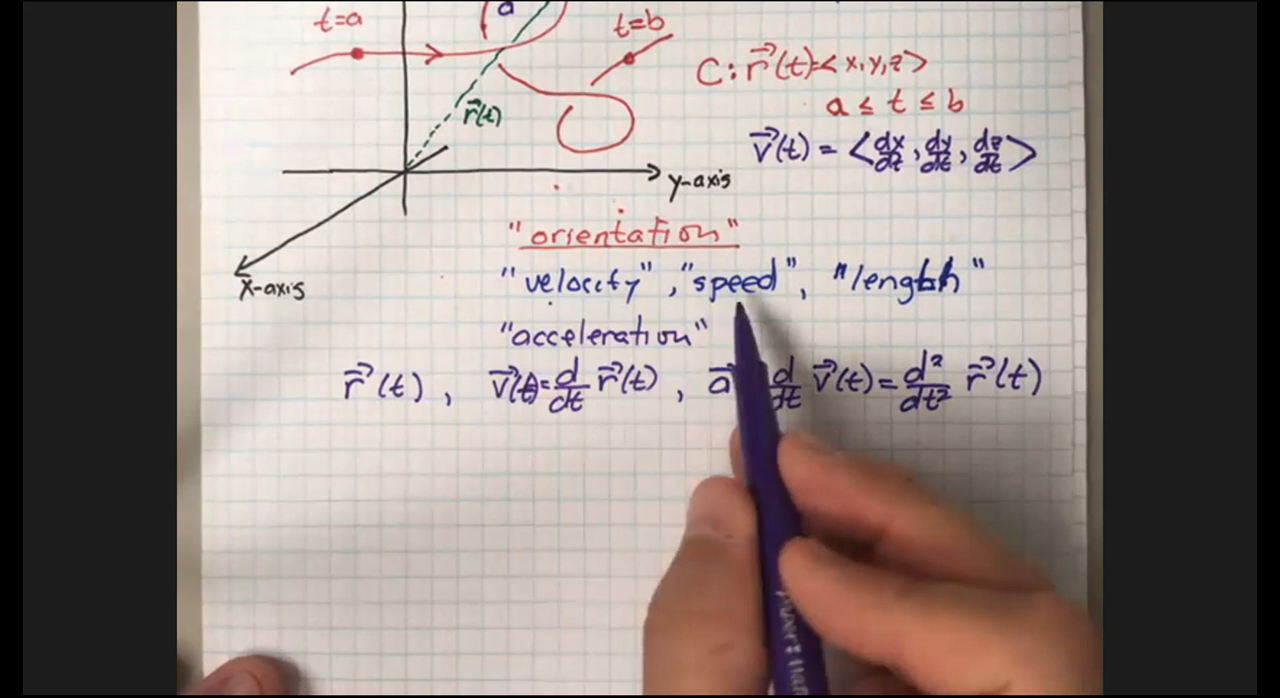 t=a
a
t=b
C: r⃗(t)=<x,y,z>
a ≤ t ≤ b
r⃗(t)
v⃗(t) = <dx/dt, dy/dt, dz/dt>
y-axis
"orientation"
x-axis
"velocity", "speed", "length"
"acceleration"
r⃗(t), v⃗(t)=d/dt r⃗(t), a⃗ d/dt v⃗(t)=d²/dt² r⃗(t)